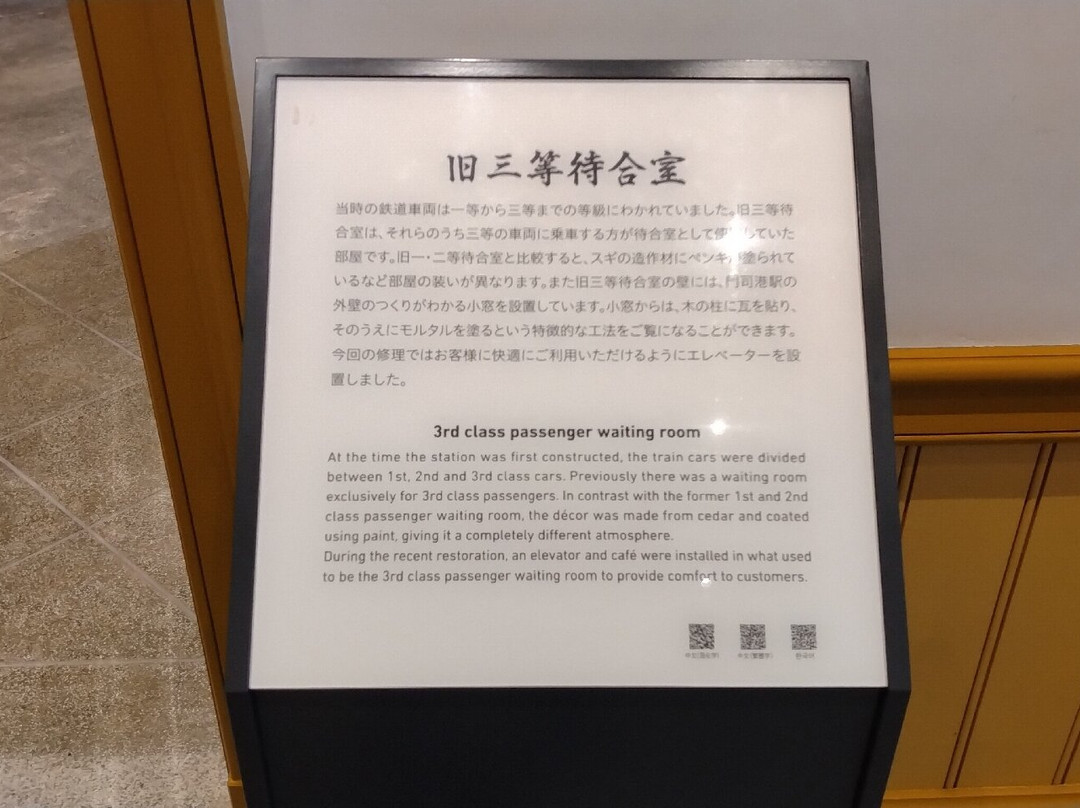 旧三等待合室
当時の鉄道車両は一等から三等までの等級にわかれていました。旧三等待
合室は、それらのうち三等の車両に乗車する方が待合室として使用していた
部屋です。旧一・二等待合室と比較すると、スギの造作材にペンキが塗られて
いるなど部屋の装いが異なります。また旧三等待合室の壁には、門司港駅の
外壁のつくりがわかる小窓を設置しています。小窓からは、木の柱に瓦を貼り、
そのうえにモルタルを塗るという特徴的な工法をご覧になることができます。
今回の修理ではお客様に快適にご利用いただけるようにエレベーターを設
置しました。
3rd class passenger waiting room
At the time the station was first constructed, the train cars were divided
between 1st, 2nd and 3rd class cars. Previously there was a waiting room
exclusively for 3rd class passengers. In contrast with the former 1st and 2nd
class passenger waiting room, the décor was made from cedar and coated
using paint, giving it a completely different atmosphere.
During the recent restoration, an elevator and café were installed in what used
to be the 3rd class passenger waiting room to provide comfort to customers.
中文(简体字) 中文(繁體字) 한국어